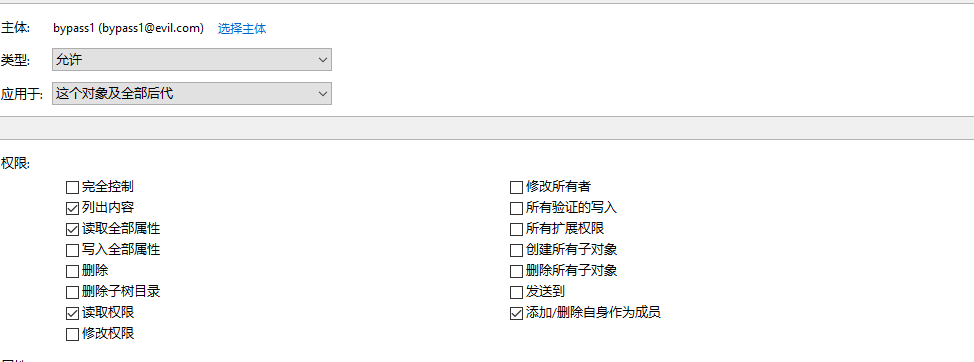 主体: bypass1 (bypass1@evil.com) 选择主体
类型: 允许
应用于: 这个对象及全部后代
权限:
完全控制 修改所有者
列出内容 所有验证的写入
读取全部属性 所有扩展权限
写入全部属性 创建所有子对象
删除 删除所有子对象
删除子树目录 发送到
读取权限 添加/删除自身作为成员
修改权限